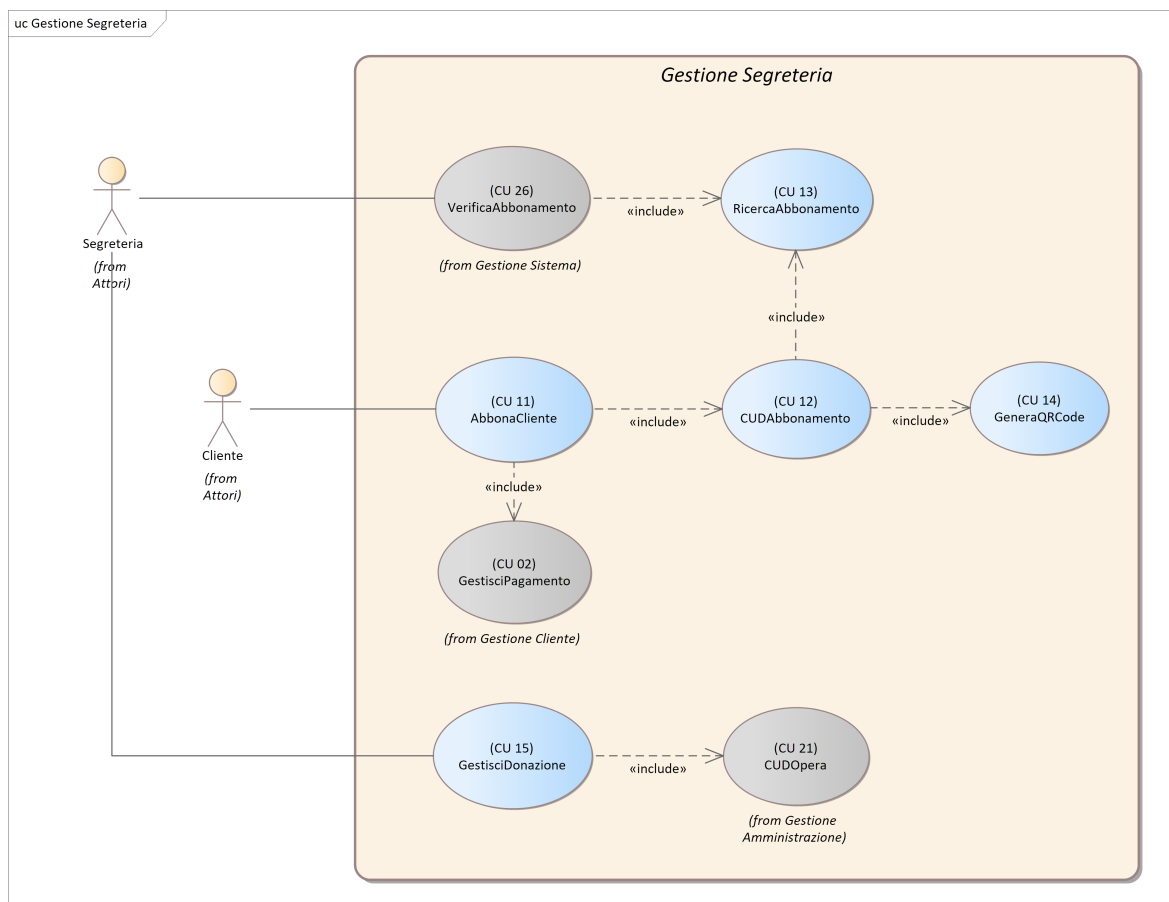 uc Gestione Segreteria
Gestione Segreteria
Segreteria
(from
Attori)
(CU 26)
VerificaAbbonamento
(from Gestione Sistema)
«include»
(CU 13)
RicercaAbbonamento
«include»
Cliente
(from
Attori)
(CU 11)
AbbonaCliente
«include»
(CU 12)
CUDAbbonamento
«include»
(CU 14)
GeneraQRCode
«include»
(CU 02)
GestisciPagamento
(from Gestione Cliente)
(CU 15)
GestisciDonazione
«include»
(CU 21)
CUDOpera
(from Gestione
Amministrazione)